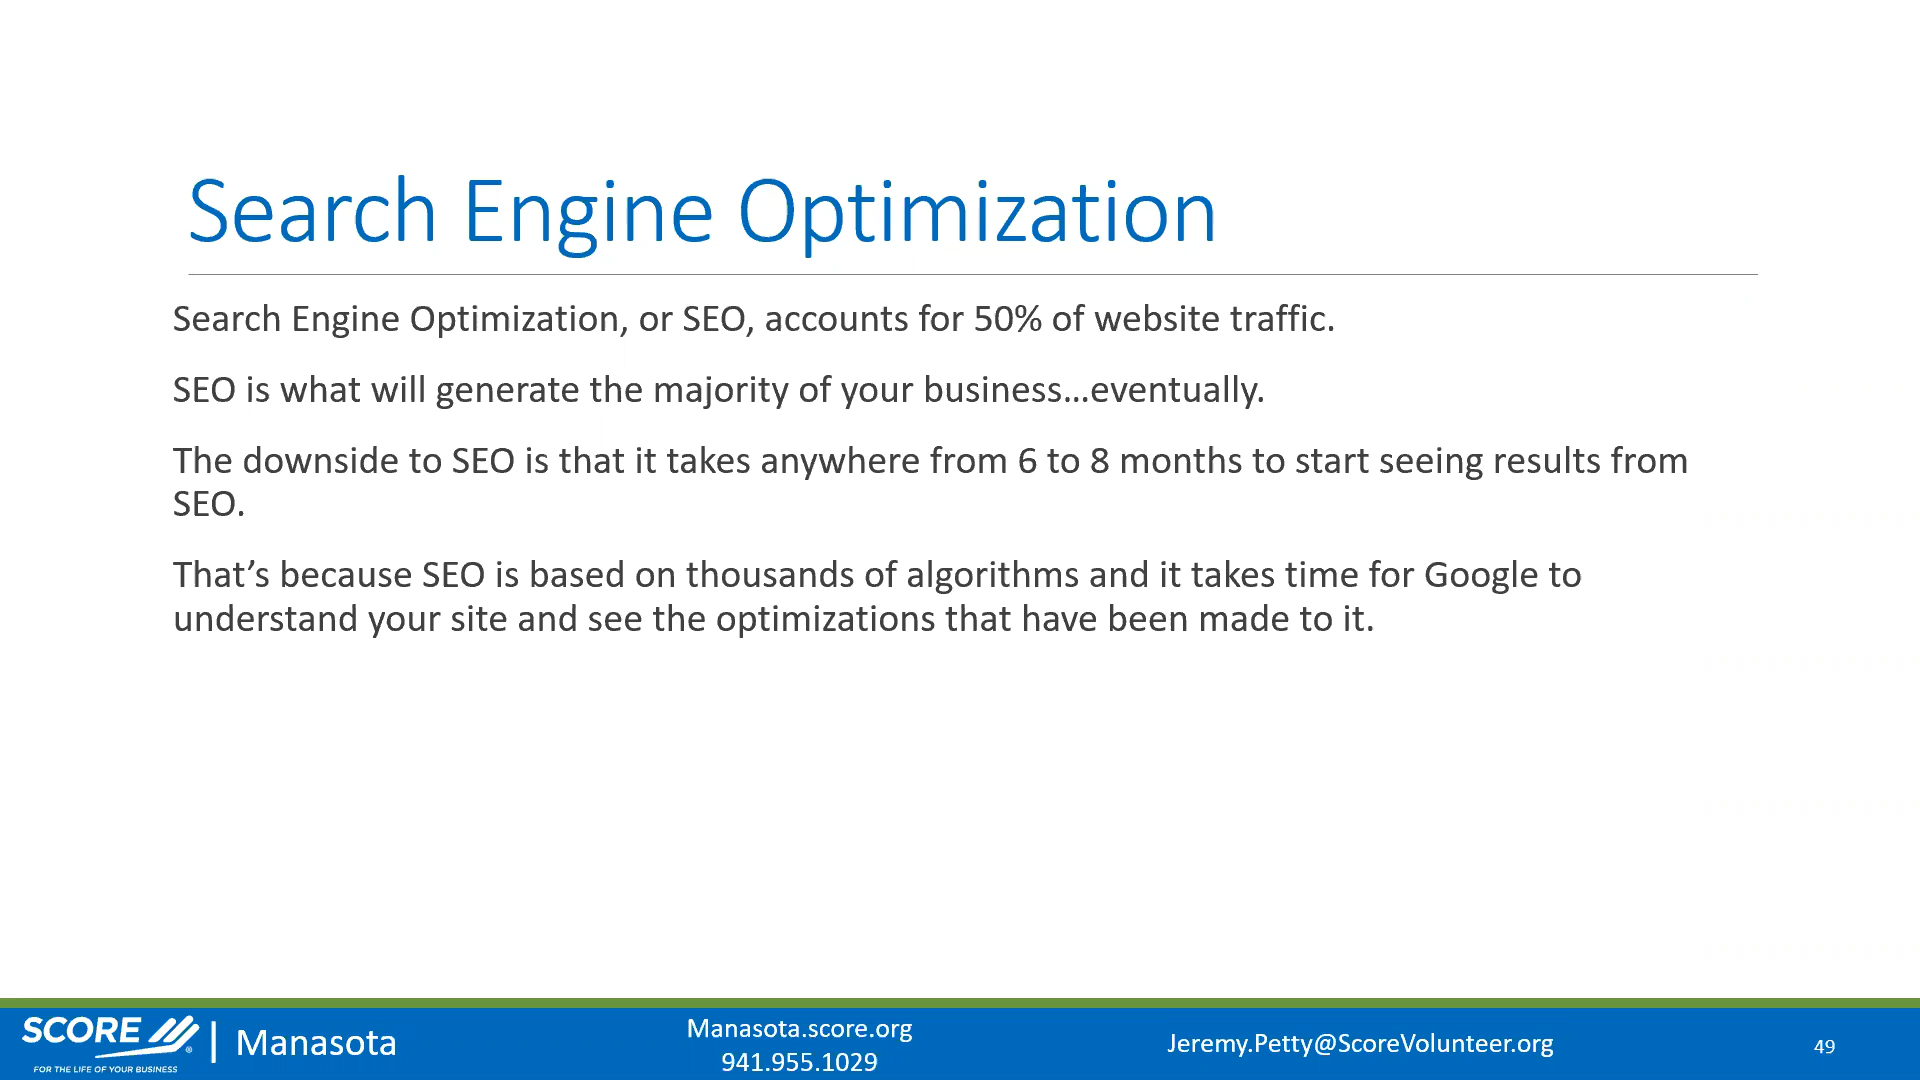 Search Engine Optimization
Search Engine Optimization, or SEO, accounts for 50% of website traffic.
SEO is what will generate the majority of your business...eventually.
The downside to SEO is that it takes anywhere from 6 to 8 months to start seeing results from
SEO.
That’s because SEO is based on thousands of algorithms and it takes time for Google to
understand your site and see the optimizations that have been made to it.
SCORE ® | Manasota
FOR THE LIFE OF YOUR BUSINESS
Manasota.score.org
941.955.1029
Jeremy.Petty@ScoreVolunteer.org
49